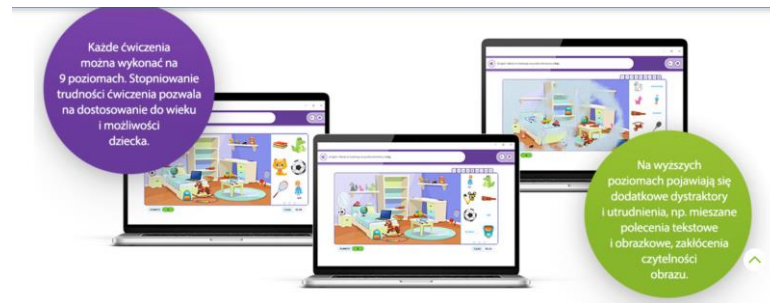 Każde ćwiczenia
można wykonać na
9 poziomach. Stopniowanie
trudności ćwiczenia pozwala
na dostosowanie do wieku
i możliwości
dziecka.
Na wyższych
poziomach pojawiają się
dodatkowe dystraktory
i utrudnienia, np. mieszane
polecenia tekstowe
i obrazkowe, zakłócenia
czytelności
obrazu.